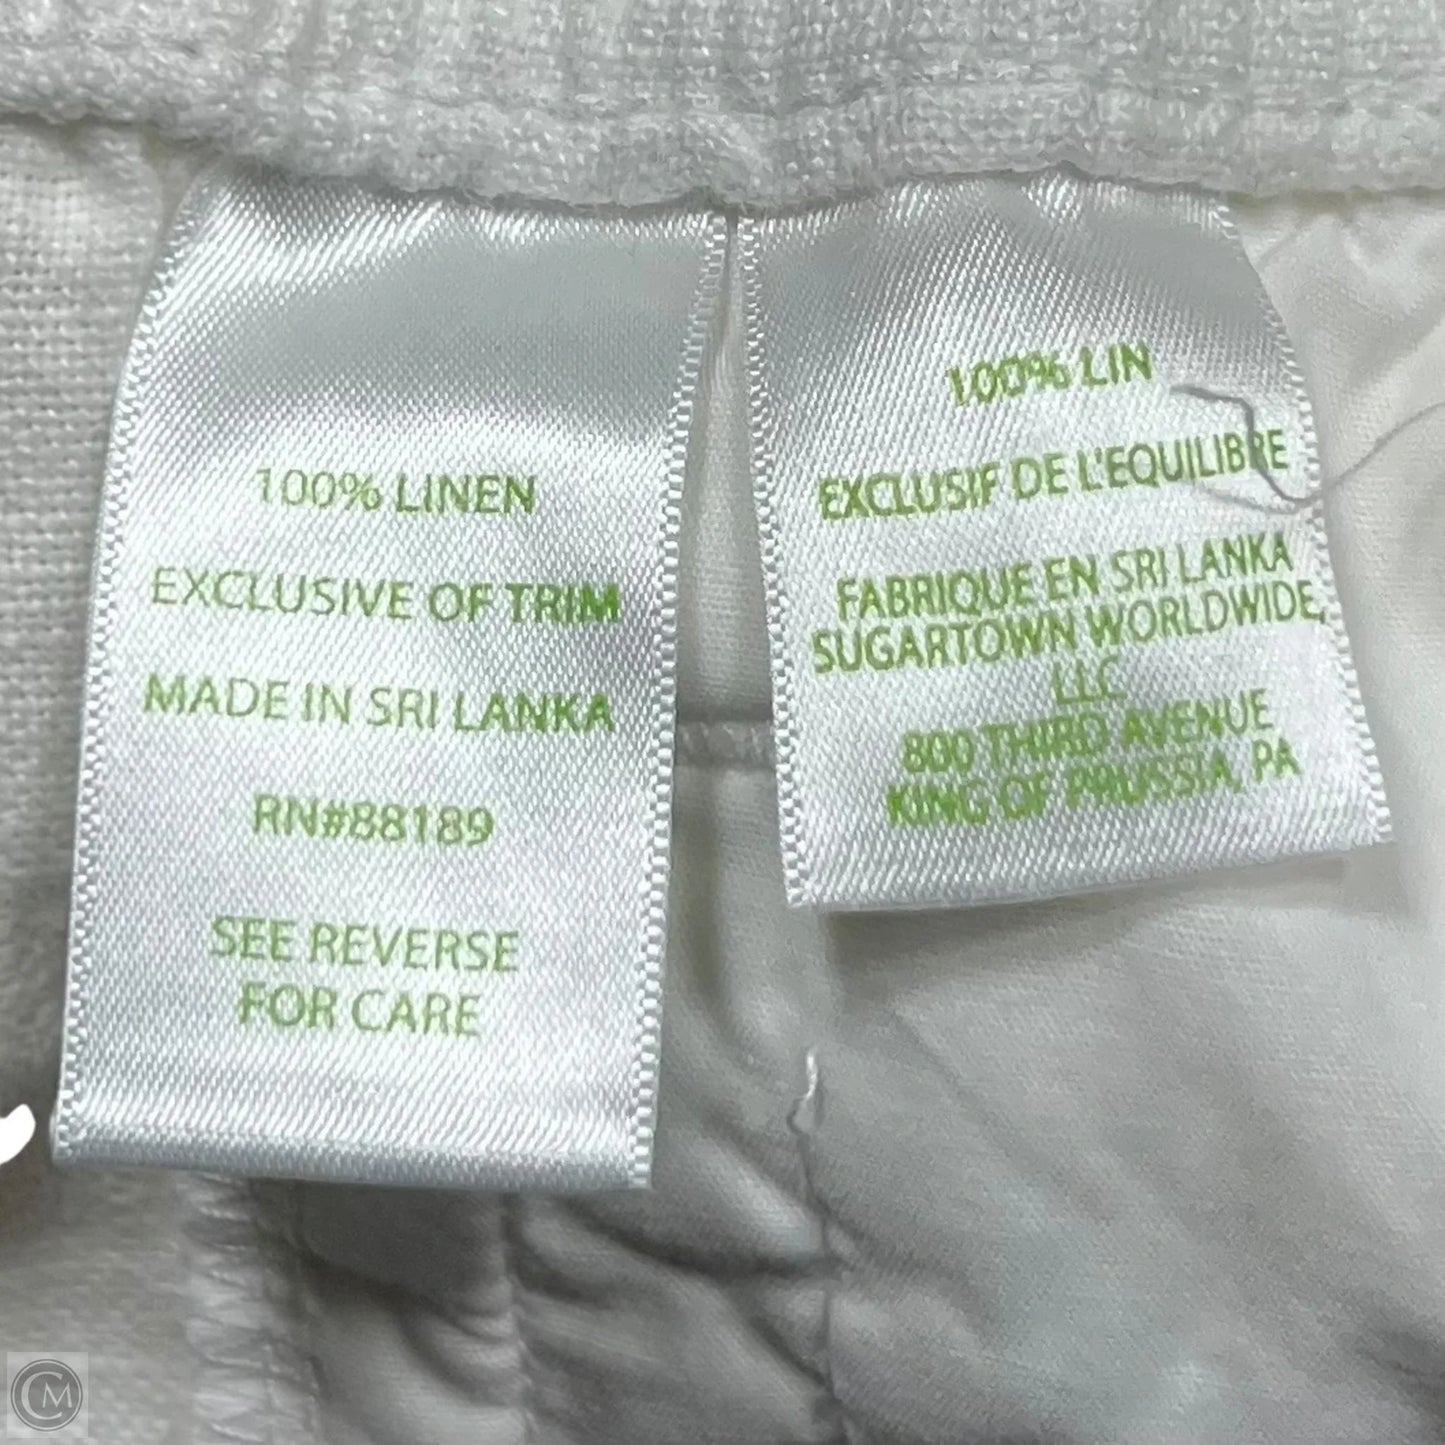 100% LINEN
EXCLUSIVE OF TRIM
MADE IN SRI LANKA
RN#88189
SEE REVERSE
FOR CARE
100% LIN
EXCLUSIF DE L'EQUILIBRE
FABRIQUE EN SRI LANKA
SUGARTOWN WORLDWIDE,
LLC
800 THIRD AVENUE
KING OF PRUSSIA, PA
CM